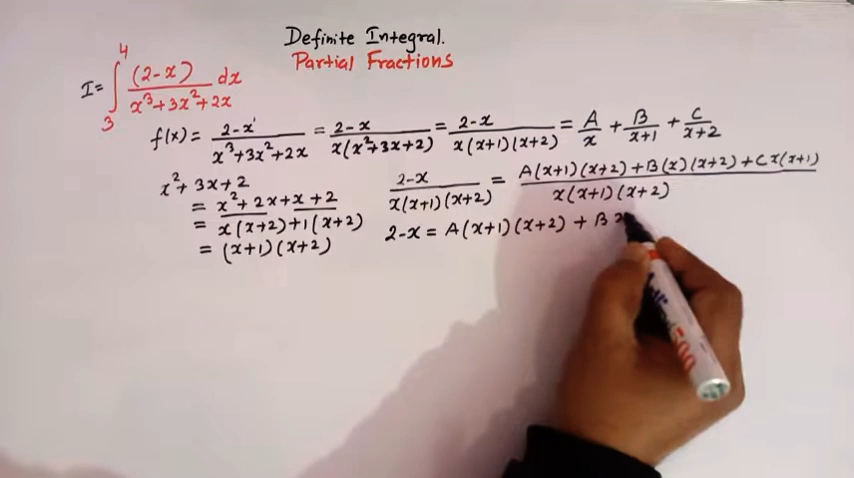 Definite Integral.
Partial Fractions
I = ∫₃⁴ (2-x) / (x³+3x²+2x) dx
f(x) = (2-x) / (x³+3x²+2x) = (2-x) / (x(x²+3x+2)) = (2-x) / (x(x+1)(x+2)) = A/x + B/(x+1) + C/(x+2)
x²+3x+2
= x²+2x+x+2
= x(x+2)+1(x+2)
= (x+1)(x+2)
(2-x) / (x(x+1)(x+2)) = (A(x+1)(x+2)+B(x)(x+2)+Cx(x+1)) / (x(x+1)(x+2))
2-x = A(x+1)(x+2) + Bx